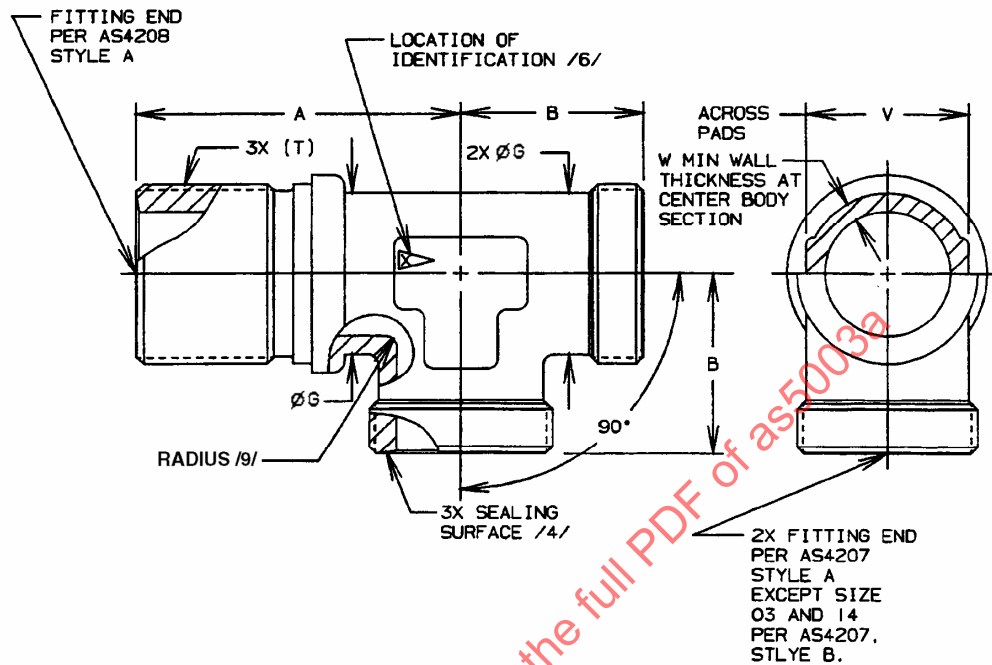 FITTING END
PER AS4208
STYLE A
LOCATION OF
IDENTIFICATION /6/
A
B
ACROSS
PADS
V
3X (T)
2X ØG
W MIN WALL
THICKNESS AT
CENTER BODY
SECTION
X
ØG
B
90°
RADIUS /9/
3X SEALING
SURFACE /4/
2X FITTING END
PER AS4207
STYLE A
EXCEPT SIZE
03 AND 14
PER AS4207,
STLYE B.
the full PDF of as5003a